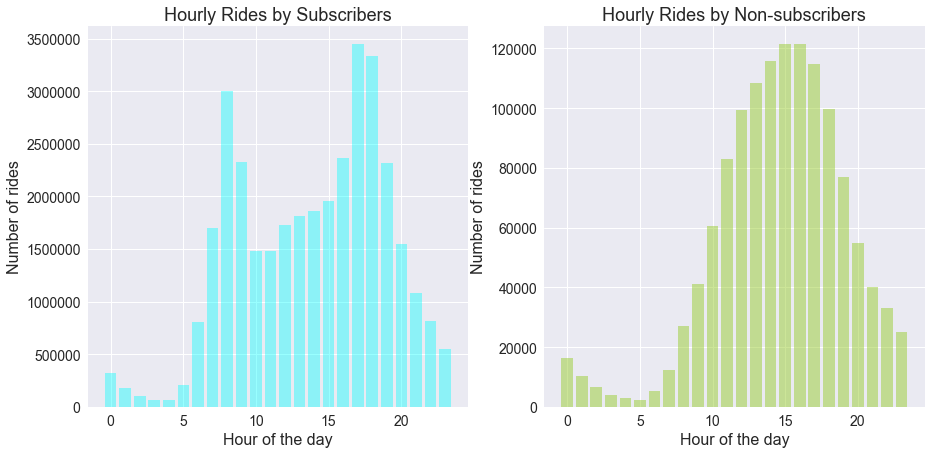 Hourly Rides by Subscribers
3500000
3000000
2500000
2000000
1500000
1000000
500000
0
Number of rides
0 5 10 15 20
Hour of the day
Hourly Rides by Non-subscribers
120000
100000
80000
60000
40000
20000
0
Number of rides
0 5 10 15 20
Hour of the day